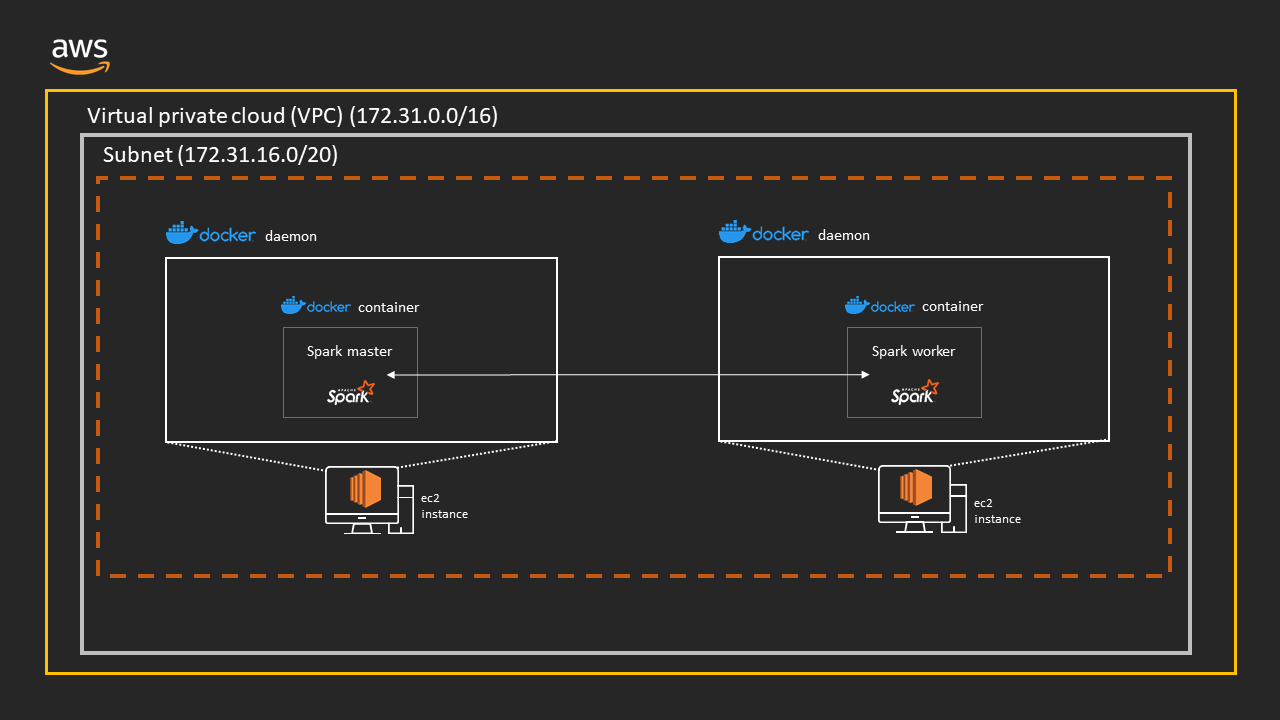 aws
Virtual private cloud (VPC) (172.31.0.0/16)
Subnet (172.31.16.0/20)
docker daemon
docker daemon
docker container
docker container
Spark master
Spark worker
APACHE
Spark
APACHE
Spark
ec2
instance
ec2
instance